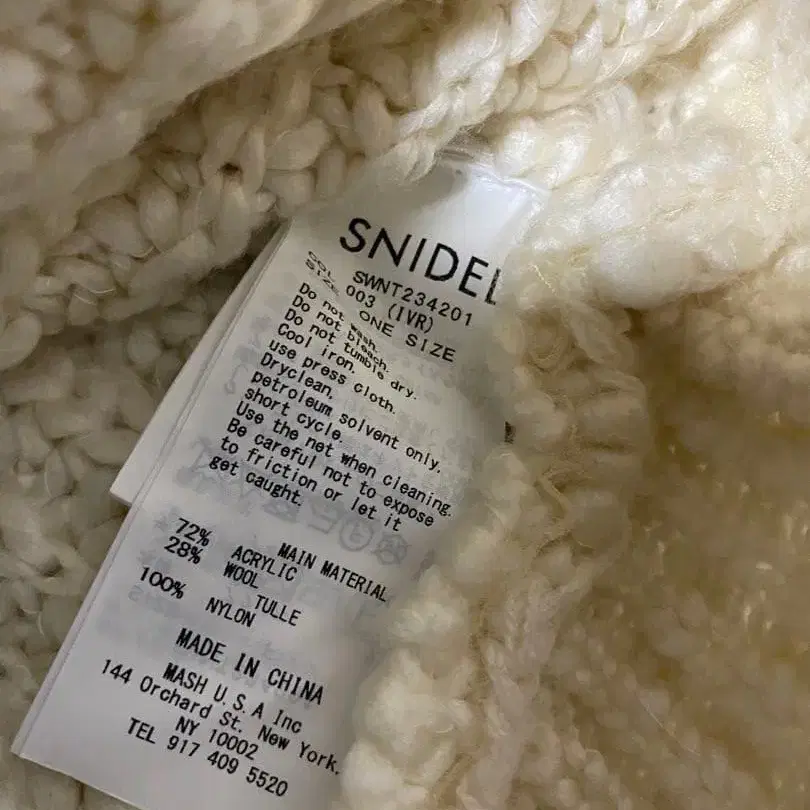 SNIDEL
SWNT234201
COL 003 (IVR)
SIZE ONE SIZE
Do not wash.
Do not bleach.
Do not tumble dry.
Cool iron.
use press cloth.
Dryclean,
petroleum solvent only.
short cycle.
Use the net when cleaning.
Be careful not to expose
to friction or let it
get caught.
MAIN MATERIAL
72% ACRYLIC
28% WOOL
TULLE
100% NYLON
MADE IN CHINA
MASH U.S.A Inc
144 Orchard St. New York.
NY 10002
TEL 917 409 5520